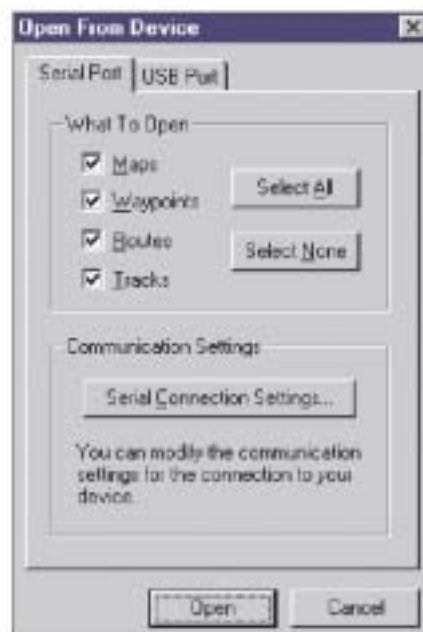 Open From Device
Serial Port USB Port
What To Open
Maps
Waypoints
Select All
Routes
Select None
Tracks
Communication Settings
Serial Connection Settings...
You can modify the communication
settings for the connection to your
device.
Open Cancel